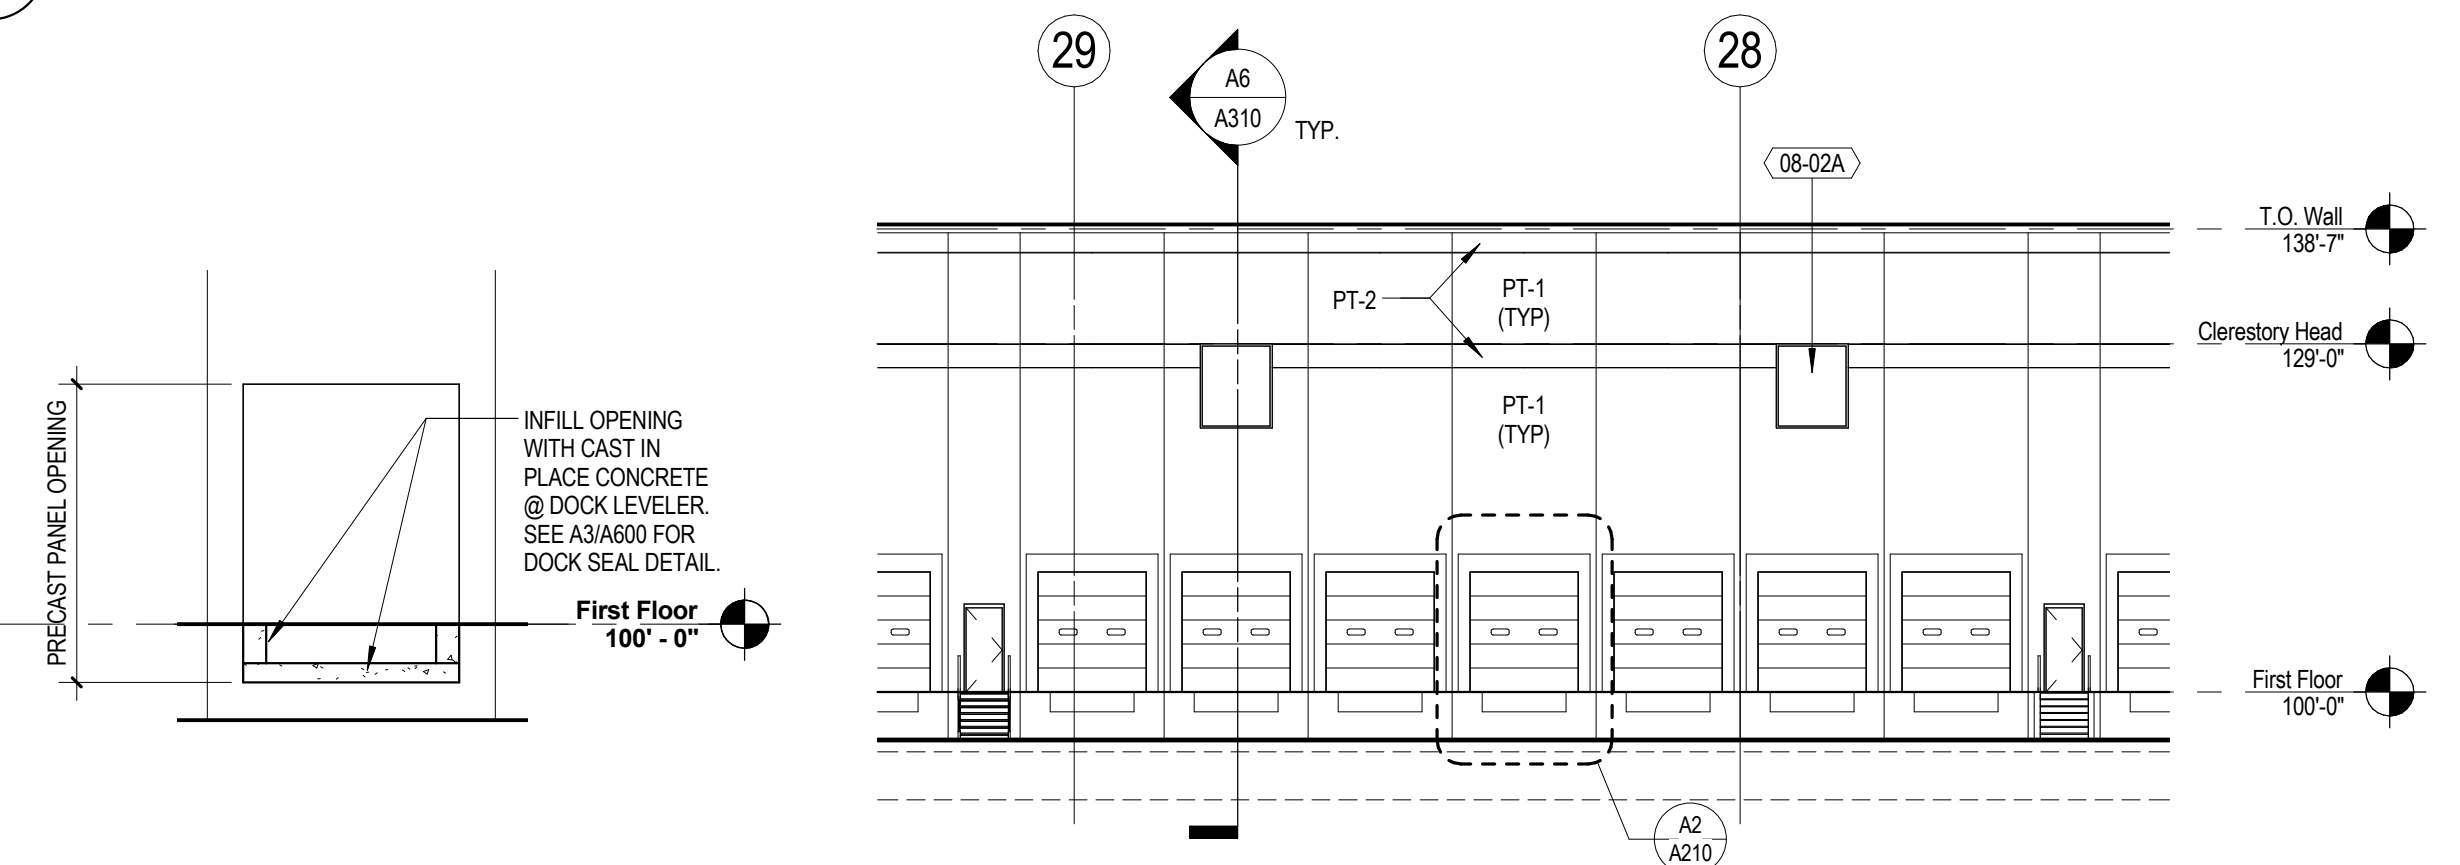 PRECAST PANEL OPENING
INFILL OPENING
WITH CAST IN
PLACE CONCRETE
@ DOCK LEVELER.
SEE A3/A600 FOR
DOCK SEAL DETAIL.
First Floor
100' - 0"
29
A6
A310
TYP.
28
08-02A
PT-2
PT-1
(TYP)
PT-1
(TYP)
T.O. Wall
138'-7"
Clerestory Head
129'-0"
First Floor
100'-0"
A2
A210